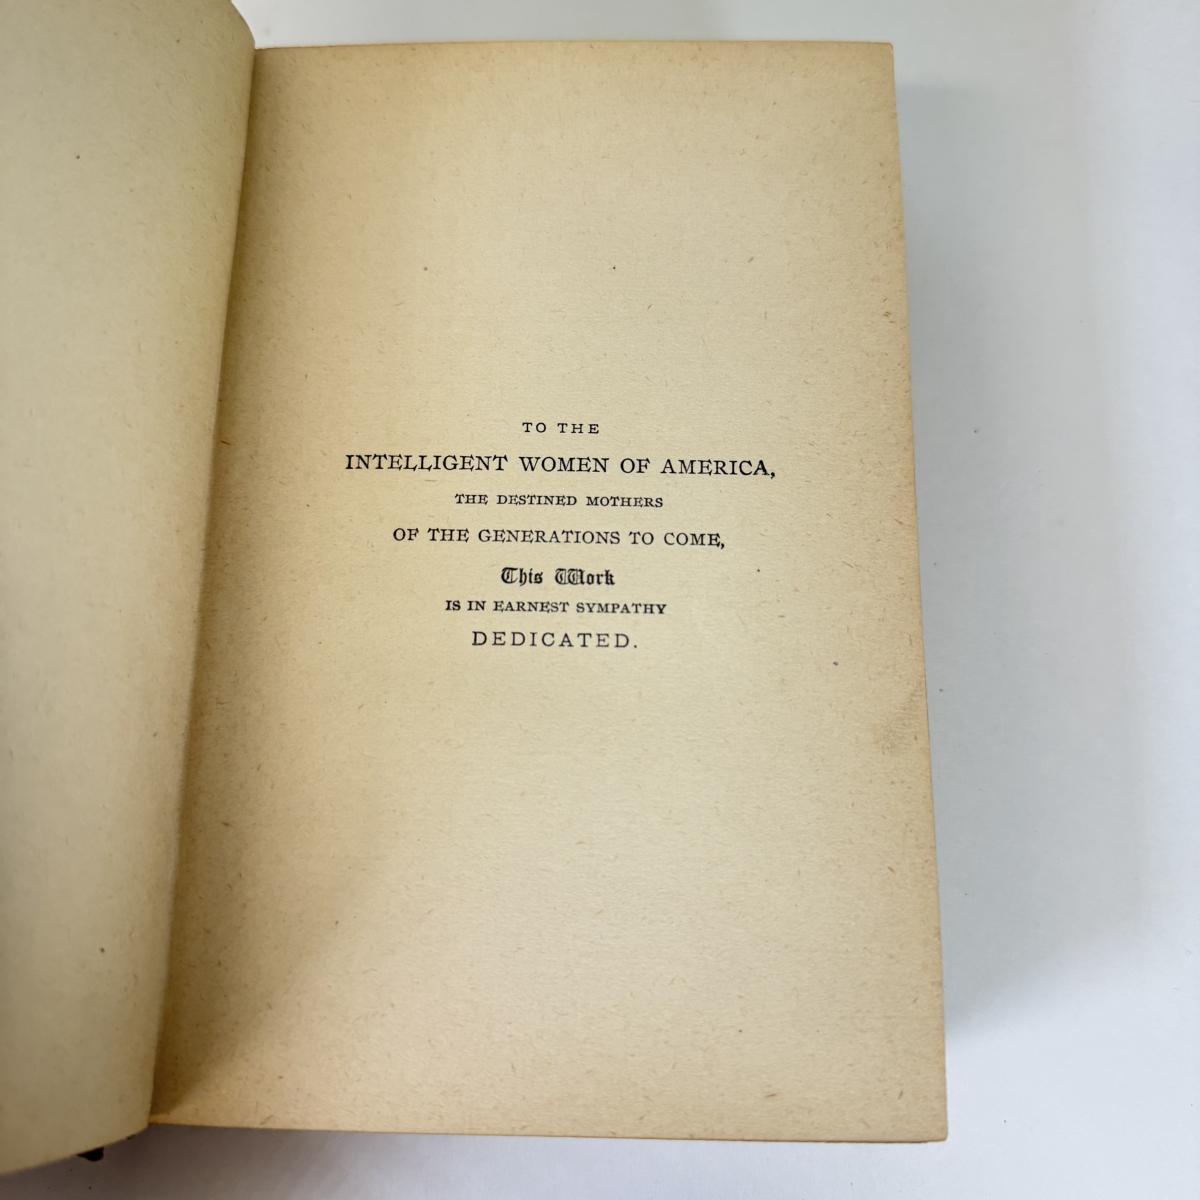 TO THE
INTELLIGENT WOMEN OF AMERICA,
THE DESTINED MOTHERS
OF THE GENERATIONS TO COME,
This Work
IS IN EARNEST SYMPATHY
DEDICATED.